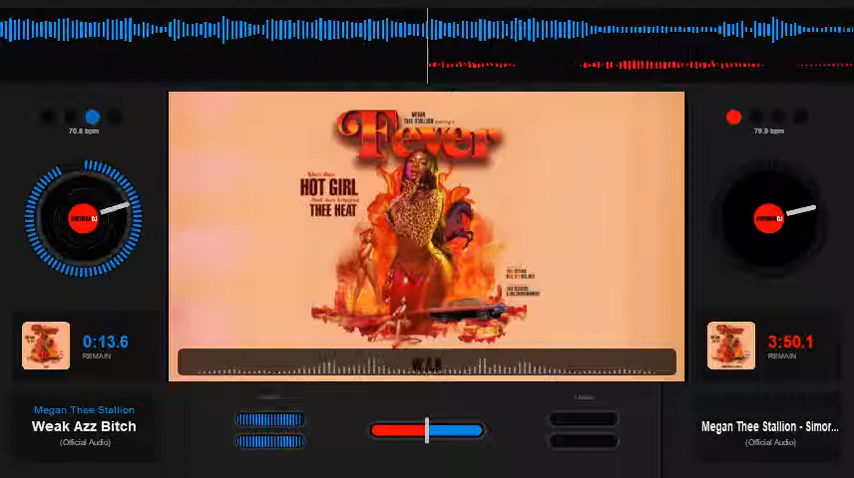 70.8 bpm
79.9 bpm
MEGAN
THEE STALLION
Fever
HOT GIRL
THEE HEAT
0:13.6
REMAIN
3:50.1
REMAIN
W.A.B
Megan Thee Stallion
Weak Azz Bitch
(Official Audio)
Megan Thee Stallion - Simor...
(Official Audio)